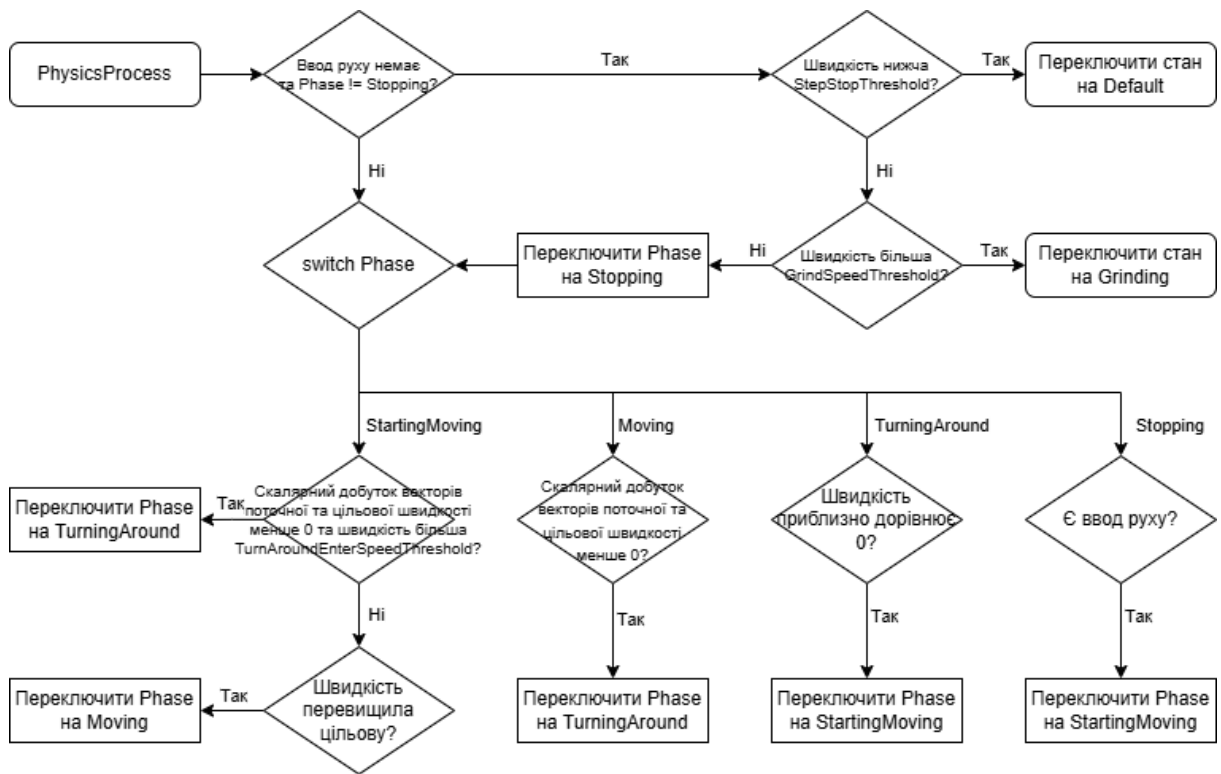 PhysicsProcess
Ввод руху немає
та Phase != Stopping?
Так
Швидкість нижча
StepStopThreshold?
Так
Переключити стан
на Default
Ні
Ні
switch Phase
Переключити Phase
на Stopping
Ні
Швидкість більша
GrindSpeedThreshold?
Так
Переключити стан
на Grinding
StartingMoving
Moving
TurningAround
Stopping
Переключити Phase
на TurningAround
Так
Скалярний добуток векторів
поточної та цільової швидкості
менше 0 та швидкість більша
TurnAroundEnterSpeedThreshold?
Скалярний добуток
векторів поточної та
цільової швидкості
менше 0?
Швидкість
приблизно дорівнює
0?
Є ввод руху?
Ні
Так
Так
Так
Переключити Phase
на Moving
Так
Швидкість
перевищила
цільову?
Переключити Phase
на TurningAround
Переключити Phase
на StartingMoving
Переключити Phase
на StartingMoving